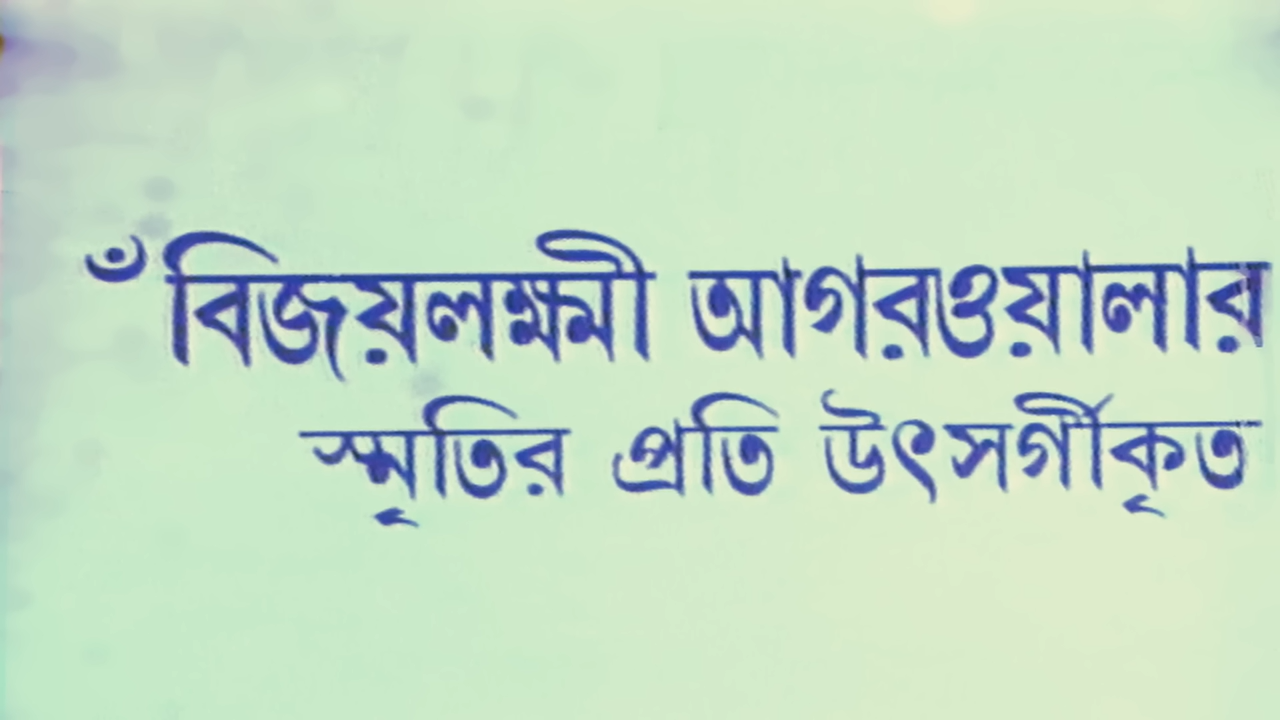 ঁ বিজয়লক্ষ্মী আগরওয়ালার
স্মৃতির প্রতি উৎসর্গীকৃত